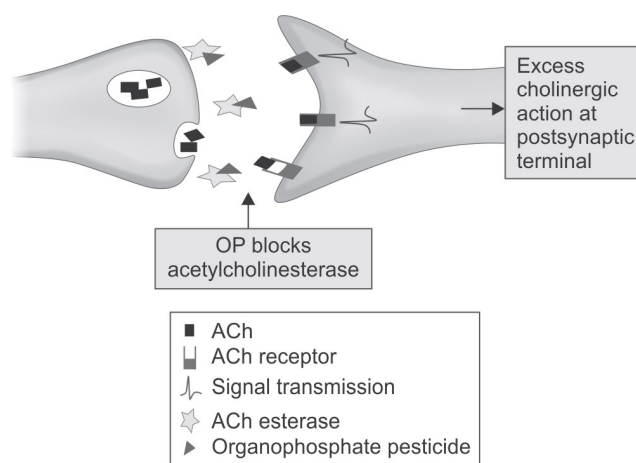 Excess
cholinergic
action at
postsynaptic
terminal
OP blocks
acetylcholinesterase
ACh
ACh receptor
Signal transmission
ACh esterase
Organophosphate pesticide